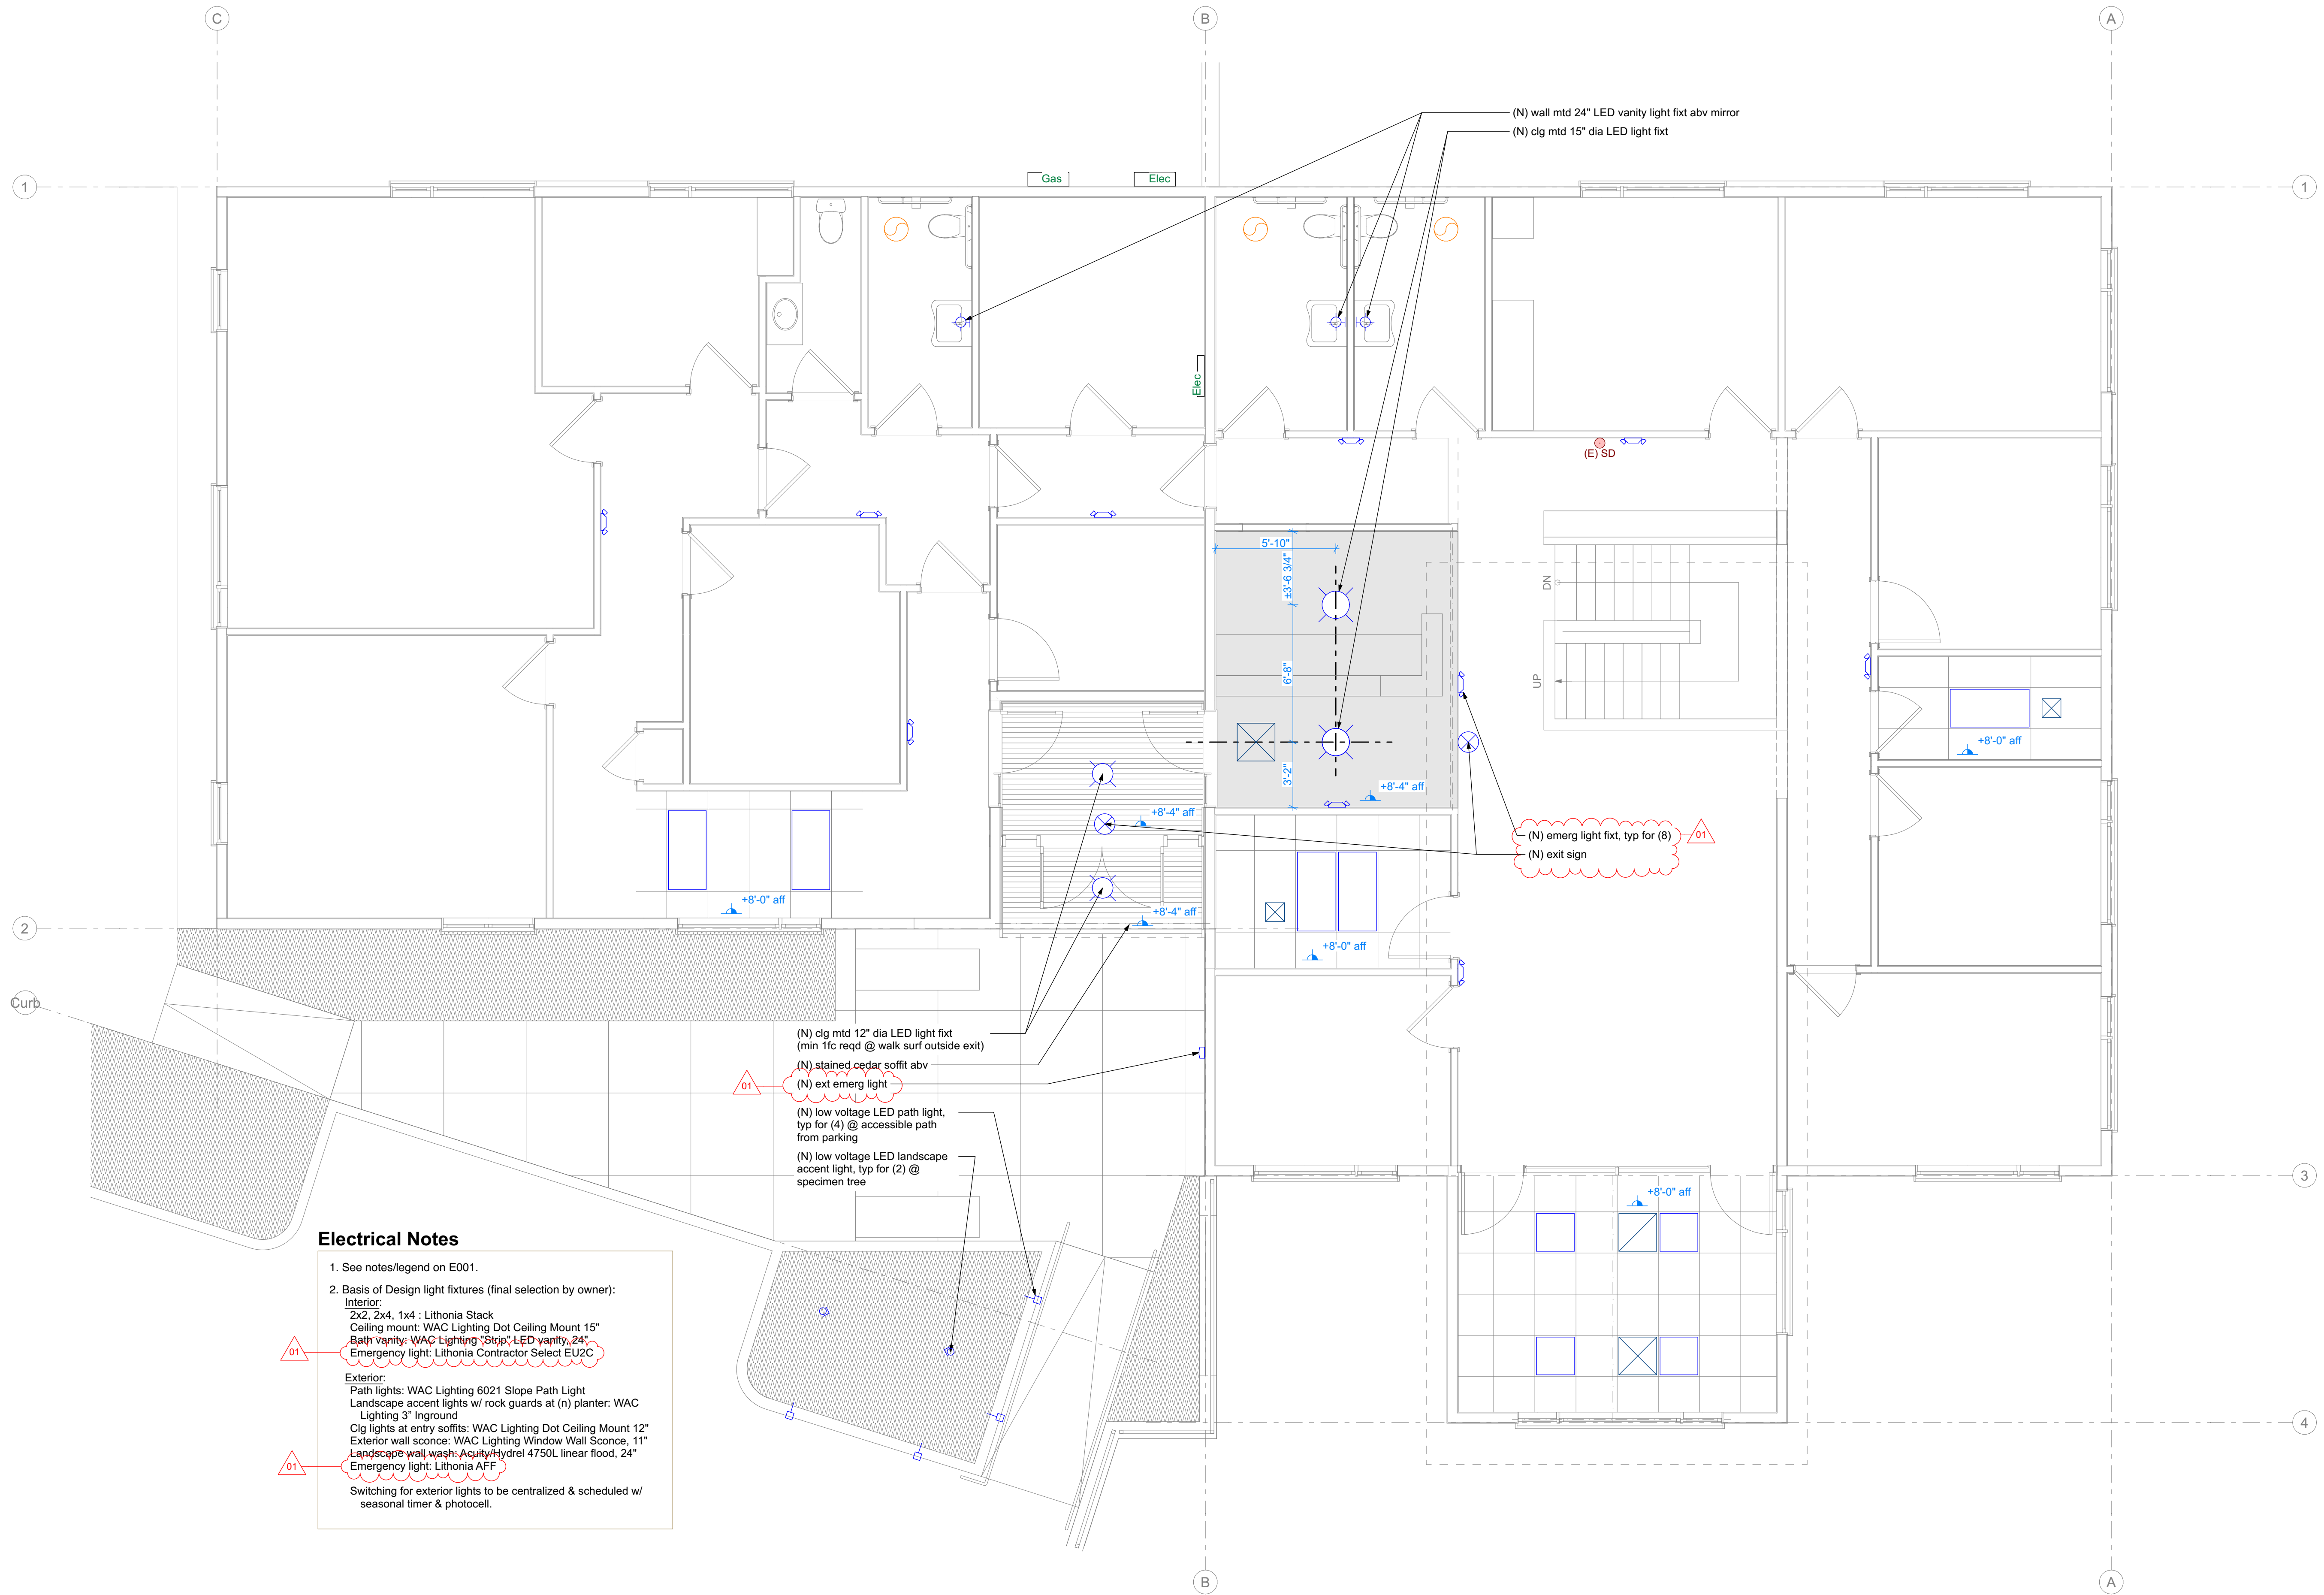 C
B
A
(N) wall mtd 24" LED vanity light fixt abv mirror
(N) clg mtd 15" dia LED light fixt
1
Gas
Elec
1
Elec
(E) SD
5'-10"
±3'-6 3/4"
6'-8"
3'-2"
DN
UP
+8'-0" aff
+8'-4" aff
+8'-4" aff
(N) emerg light fixt, typ for (8)
01
(N) exit sign
+8'-0" aff
+8'-4" aff
+8'-0" aff
2
Curb
(N) clg mtd 12" dia LED light fixt
(min 1fc reqd @ walk surf outside exit)
(N) stained cedar soffit abv
01
(N) ext emerg light
(N) low voltage LED path light,
typ for (4) @ accessible path
from parking
(N) low voltage LED landscape
accent light, typ for (2) @
specimen tree
3
+8'-0" aff
Electrical Notes
1. See notes/legend on E001.
2. Basis of Design light fixtures (final selection by owner):
Interior:
2x2, 2x4, 1x4 : Lithonia Stack
Ceiling mount: WAC Lighting Dot Ceiling Mount 15"
Bath vanity: WAC Lighting "Strip" LED vanity, 24"
01
Emergency light: Lithonia Contractor Select EU2C
Exterior:
Path lights: WAC Lighting 6021 Slope Path Light
Landscape accent lights w/ rock guards at (n) planter: WAC
Lighting 3” Inground
Clg lights at entry soffits: WAC Lighting Dot Ceiling Mount 12"
Exterior wall sconce: WAC Lighting Window Wall Sconce, 11"
Landscape wall wash: Acuity/Hydrel 4750L linear flood, 24"
01
Emergency light: Lithonia AFF
Switching for exterior lights to be centralized & scheduled w/
seasonal timer & photocell.
4
B
A